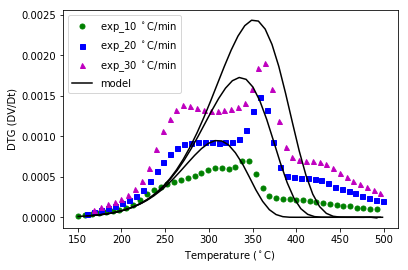 exp_10 °C/min
exp_20 °C/min
exp_30 °C/min
model
DTG (DV/Dt)
0.0025
0.0020
0.0015
0.0010
0.0005
0.0000
150 200 250 300 350 400 450 500
Temperature (°C)